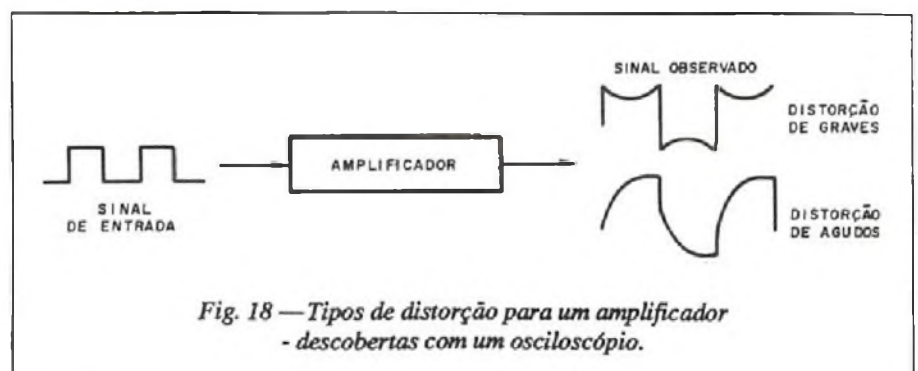 SINAL OBSERVADO
DISTORÇÃO
DE GRAVES
AMPLIFICADOR
SINAL
DE ENTRADA
DISTORÇÃO
DE AGUDOS
Fig. 18 — Tipos de distorção para um amplificador
- descobertas com um osciloscópio.